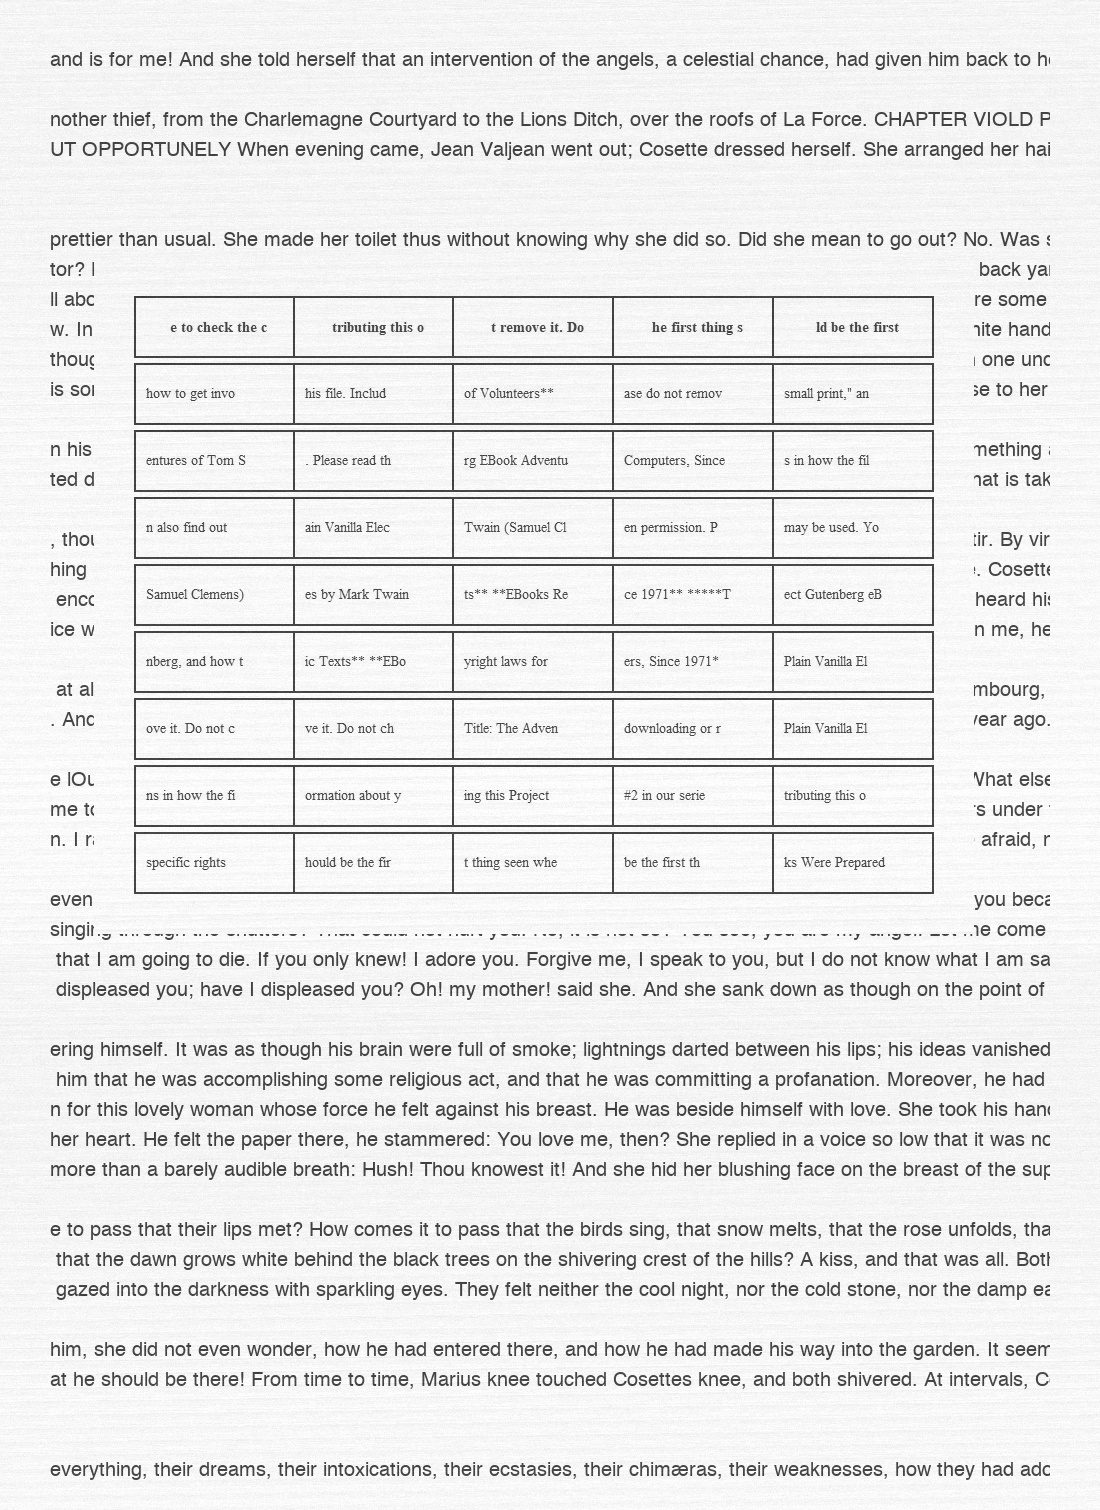 and is for me! And she told herself that an intervention of the angels, a celestial chance, had given him back to he
nother thief, from the Charlemagne Courtyard to the Lions Ditch, over the roofs of La Force. CHAPTER VIOLD P
UT OPPORTUNELY When evening came, Jean Valjean went out; Cosette dressed herself. She arranged her hai
prettier than usual. She made her toilet thus without knowing why she did so. Did she mean to go out? No. Was s
tor? back yar
ll abo re some
w. In nite hand
thoug one und
is sor se to her
n his mething a
ted d hat is tak
, thou tir. By vir
hing . Cosette
enco heard his
ice w n me, he
at al mbourg,
. And year ago.
e lOu What else
me to rs under
n. I ra afraid, n
even you beca
e to check the c tributing this o t remove it. Do he first thing s ld be the first
how to get invo his file. Includ of Volunteers** ase do not remov small print," an
entures of Tom S . Please read th rg EBook Adventu Computers, Since s in how the fil
n also find out ain Vanilla Elec Twain (Samuel Cl en permission. P may be used. Yo
Samuel Clemens) es by Mark Twain ts** **EBooks Re ce 1971** *****T ect Gutenberg eB
nberg, and how t ic Texts** **EBo yright laws for ers, Since 1971* Plain Vanilla El
ove it. Do not c ve it. Do not ch Title: The Adven downloading or r Plain Vanilla El
ns in how the fi ormation about y ing this Project #2 in our serie tributing this o
specific rights hould be the fir t thing seen whe be the first th ks Were Prepared
singing through the shutters? That could not hurt you. No, it is not so? You see, you are my angel! Let me come
that I am going to die. If you only knew! I adore you. Forgive me, I speak to you, but I do not know what I am sa
displeased you; have I displeased you? Oh! my mother! said she. And she sank down as though on the point of
ering himself. It was as though his brain were full of smoke; lightnings darted between his lips; his ideas vanished
him that he was accomplishing some religious act, and that he was committing a profanation. Moreover, he had
n for this lovely woman whose force he felt against his breast. He was beside himself with love. She took his hand
her heart. He felt the paper there, he stammered: You love me, then? She replied in a voice so low that it was no
more than a barely audible breath: Hush! Thou knowest it! And she hid her blushing face on the breast of the sup
e to pass that their lips met? How comes it to pass that the birds sing, that snow melts, that the rose unfolds, tha
that the dawn grows white behind the black trees on the shivering crest of the hills? A kiss, and that was all. Both
gazed into the darkness with sparkling eyes. They felt neither the cool night, nor the cold stone, nor the damp ea
him, she did not even wonder, how he had entered there, and how he had made his way into the garden. It seem
at he should be there! From time to time, Marius knee touched Cosettes knee, and both shivered. At intervals, C
everything, their dreams, their intoxications, their ecstasies, their chimæras, their weaknesses, how they had ado